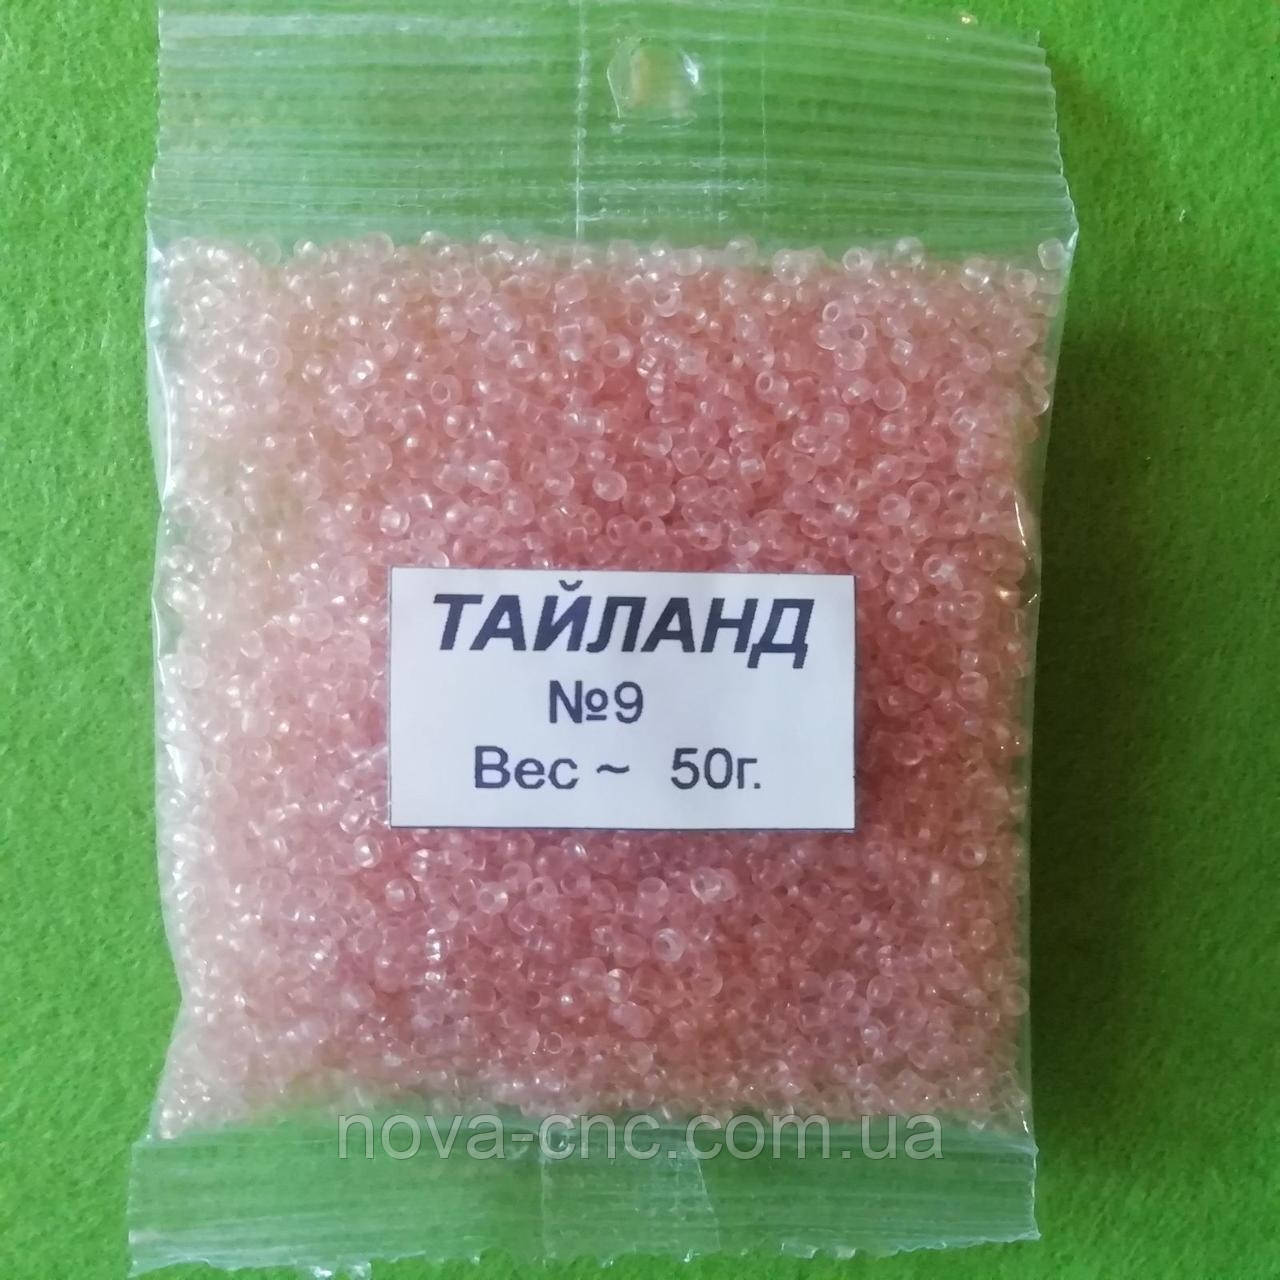 ТАЙЛАНД
№9
Вес ~ 50г.
nova-cnc.com.ua